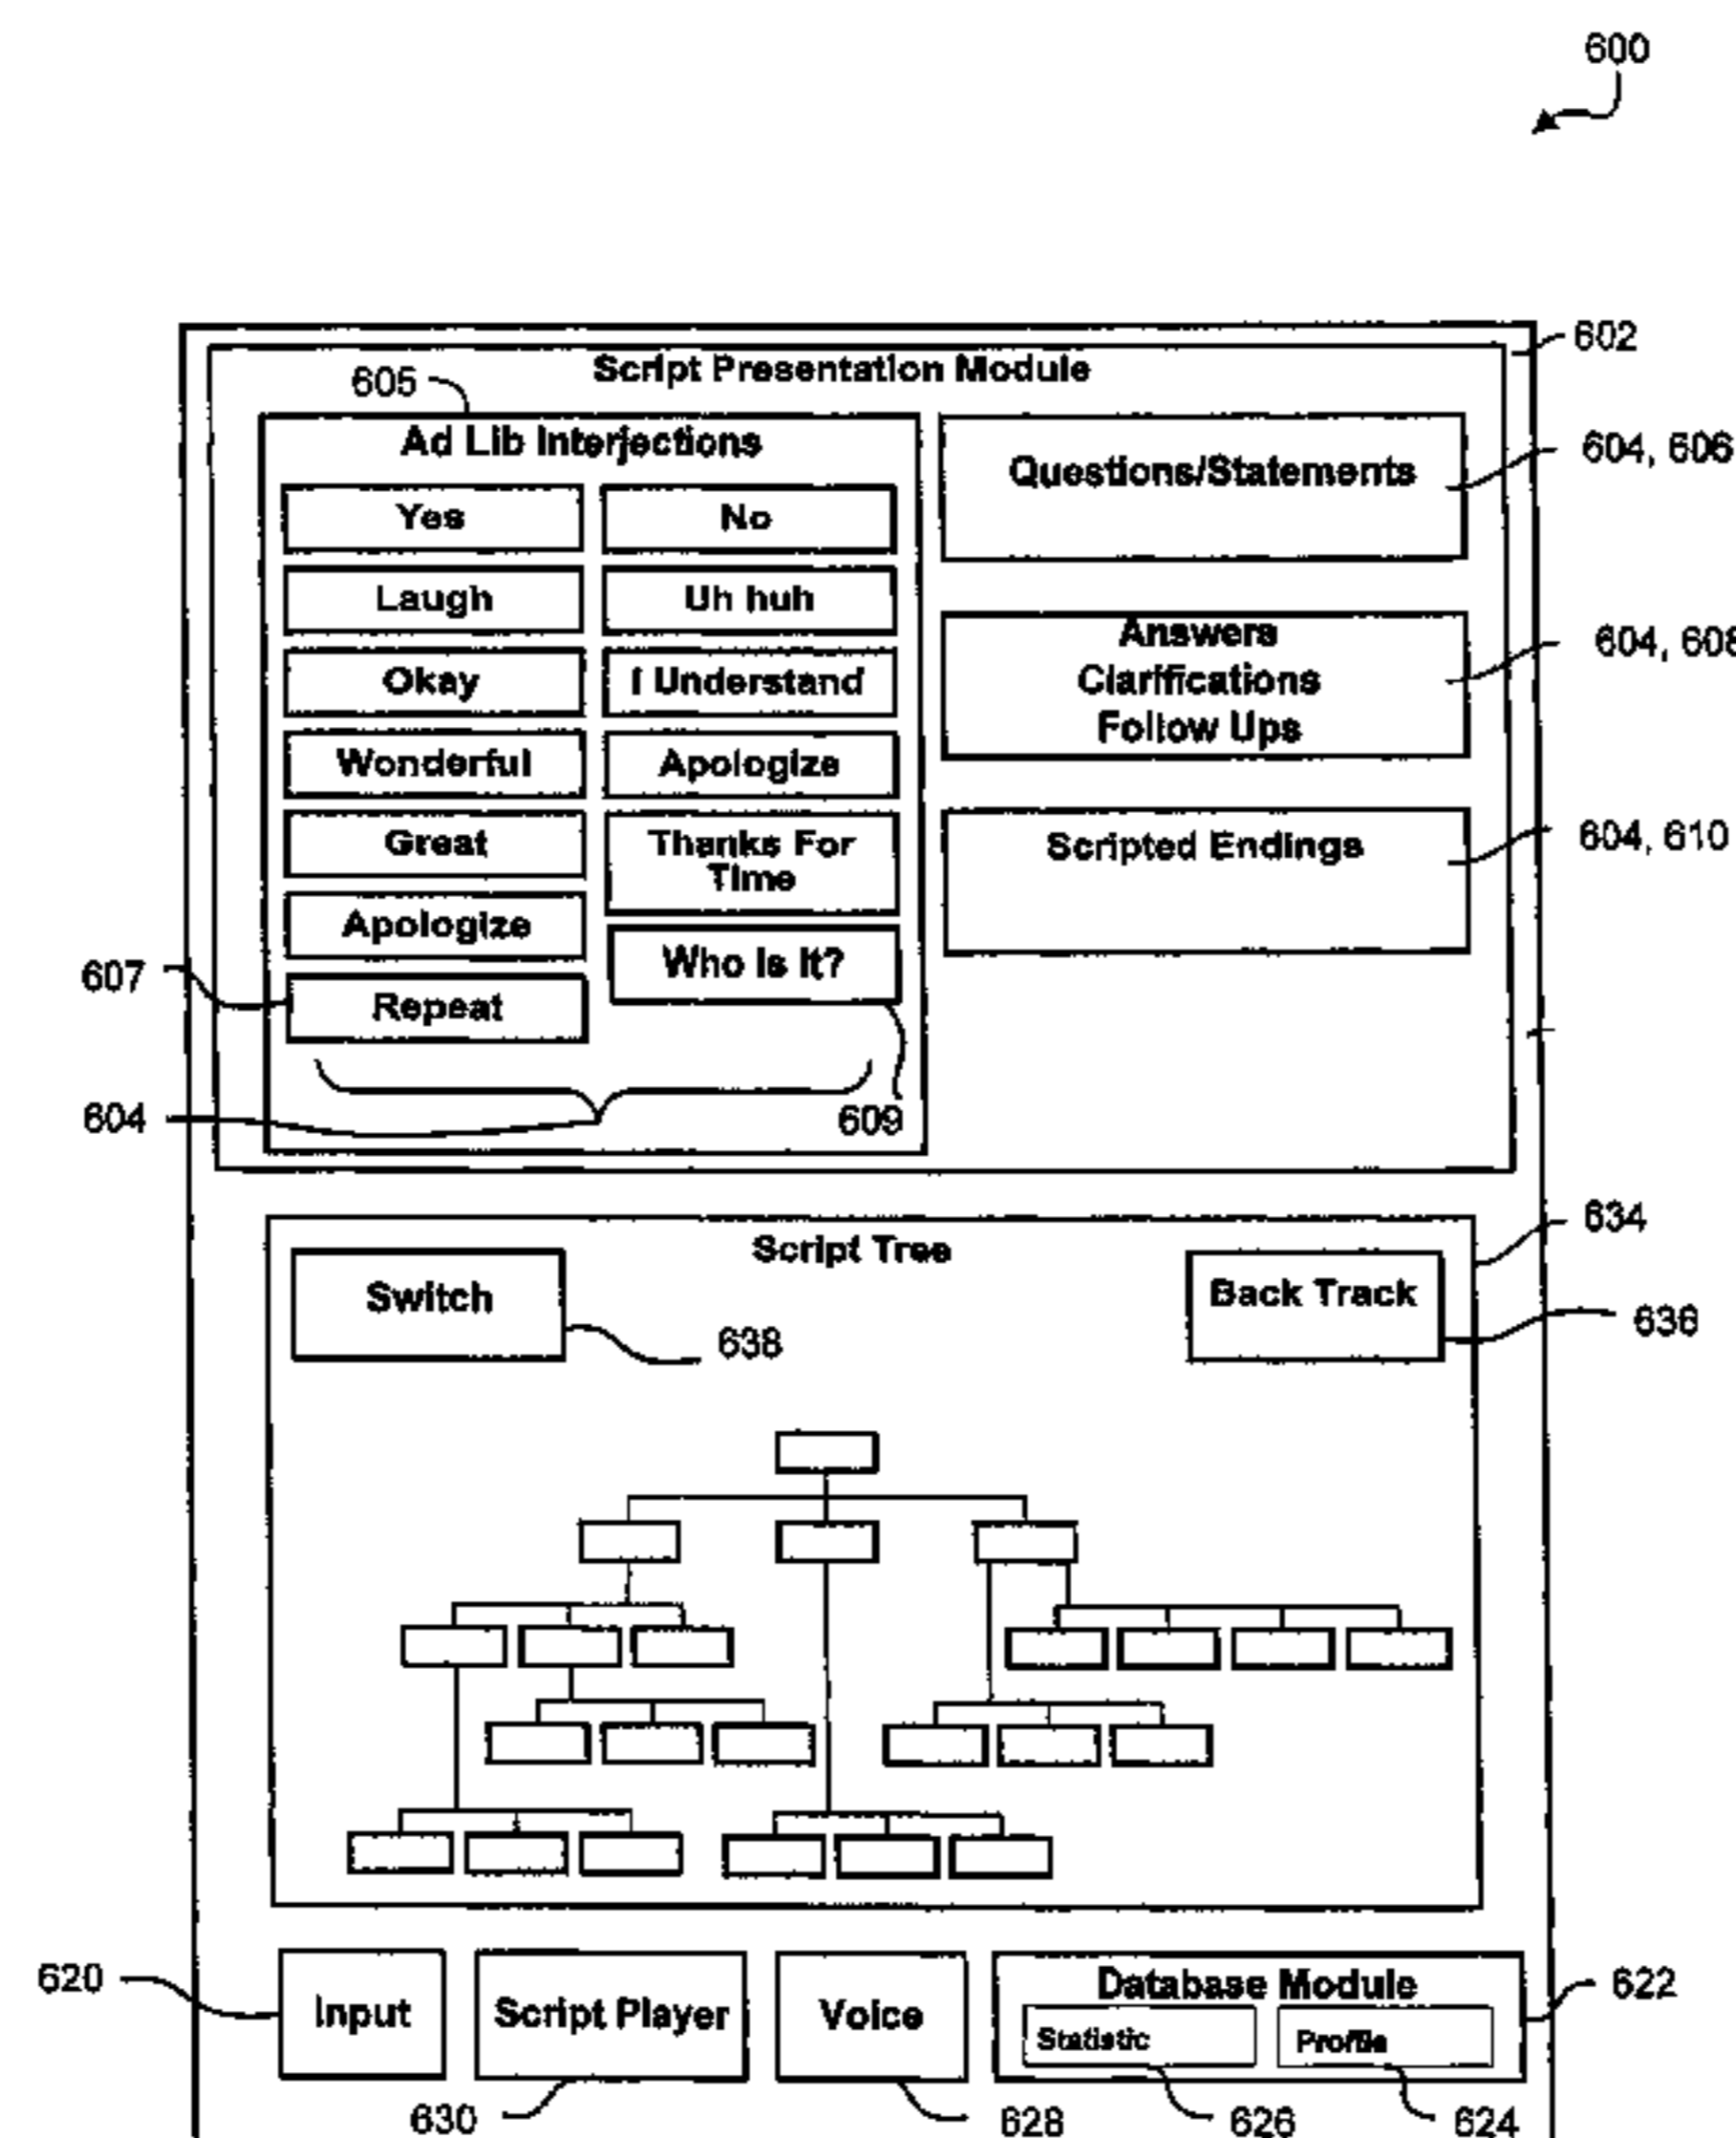 600
602
Script Presentation Module
605
Ad Lib Interjections
Questions/Statements
604, 606
Yes
No
Laugh
Uh huh
Answers
Clarifications
Follow Ups
604, 608
Okay
I Understand
Wonderful
Apologize
Great
Thanks For
Time
Scripted Endings
604, 610
Apologize
Who Is It?
607
Repeat
604
609
634
Script Tree
Switch
Back Track
638
636
620
Input
Script Player
Voice
Database Module
Statistic
Profile
622
630
628
626
624